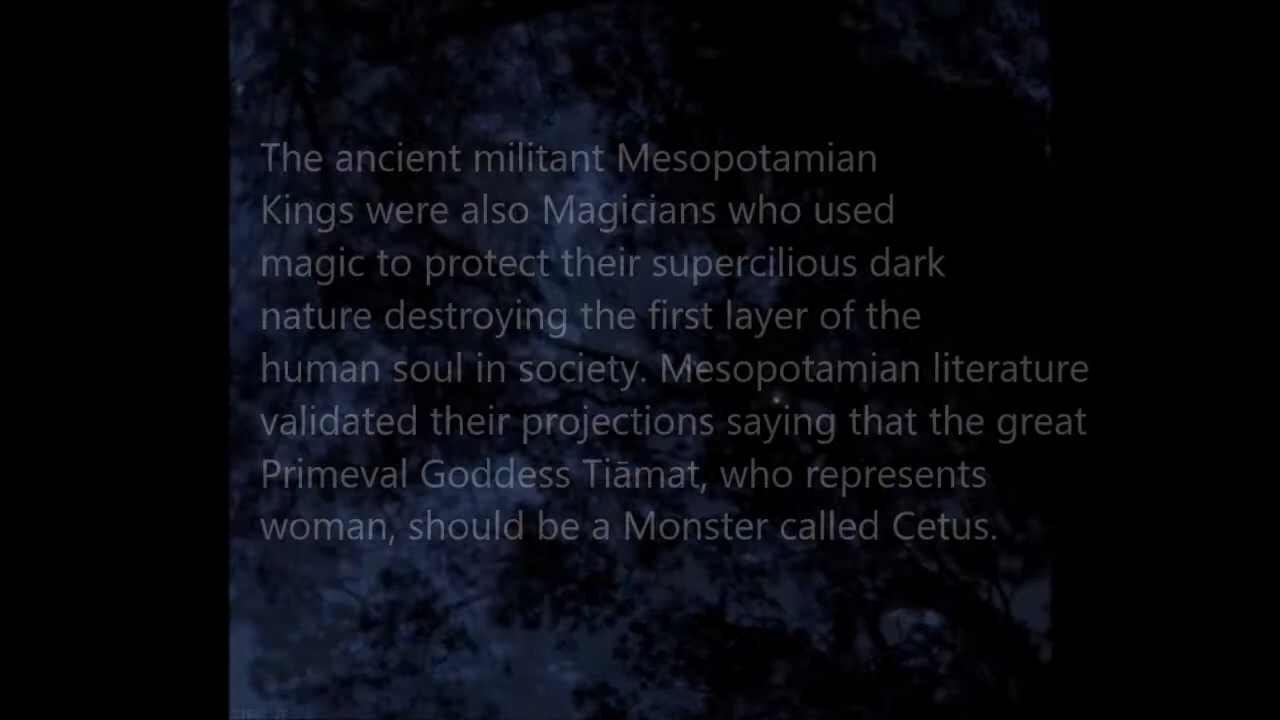 The ancient militant Mesopotamian
Kings were also Magicians who used
magic to protect their supercilious dark
nature destroying the first layer of the
human soul in society. Mesopotamian literature
validated their projections saying that the great
Primeval Goddess Tiāmat, who represents
woman, should be a Monster called Cetus.